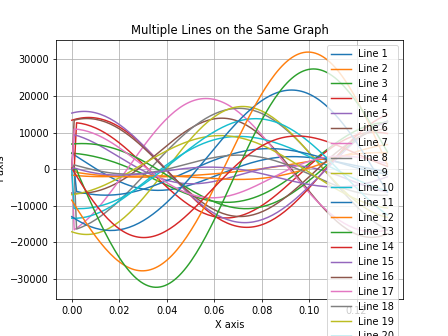 Multiple Lines on the Same Graph
30000
20000
10000
0
−10000
−20000
−30000
0.00
0.02
0.04
0.06
0.08
0.10
X axis
Line 1
Line 2
Line 3
Line 4
Line 5
Line 6
Line 7
Line 8
Line 9
Line 10
Line 11
Line 12
Line 13
Line 14
Line 15
Line 16
Line 17
Line 18
Line 19
Line 20